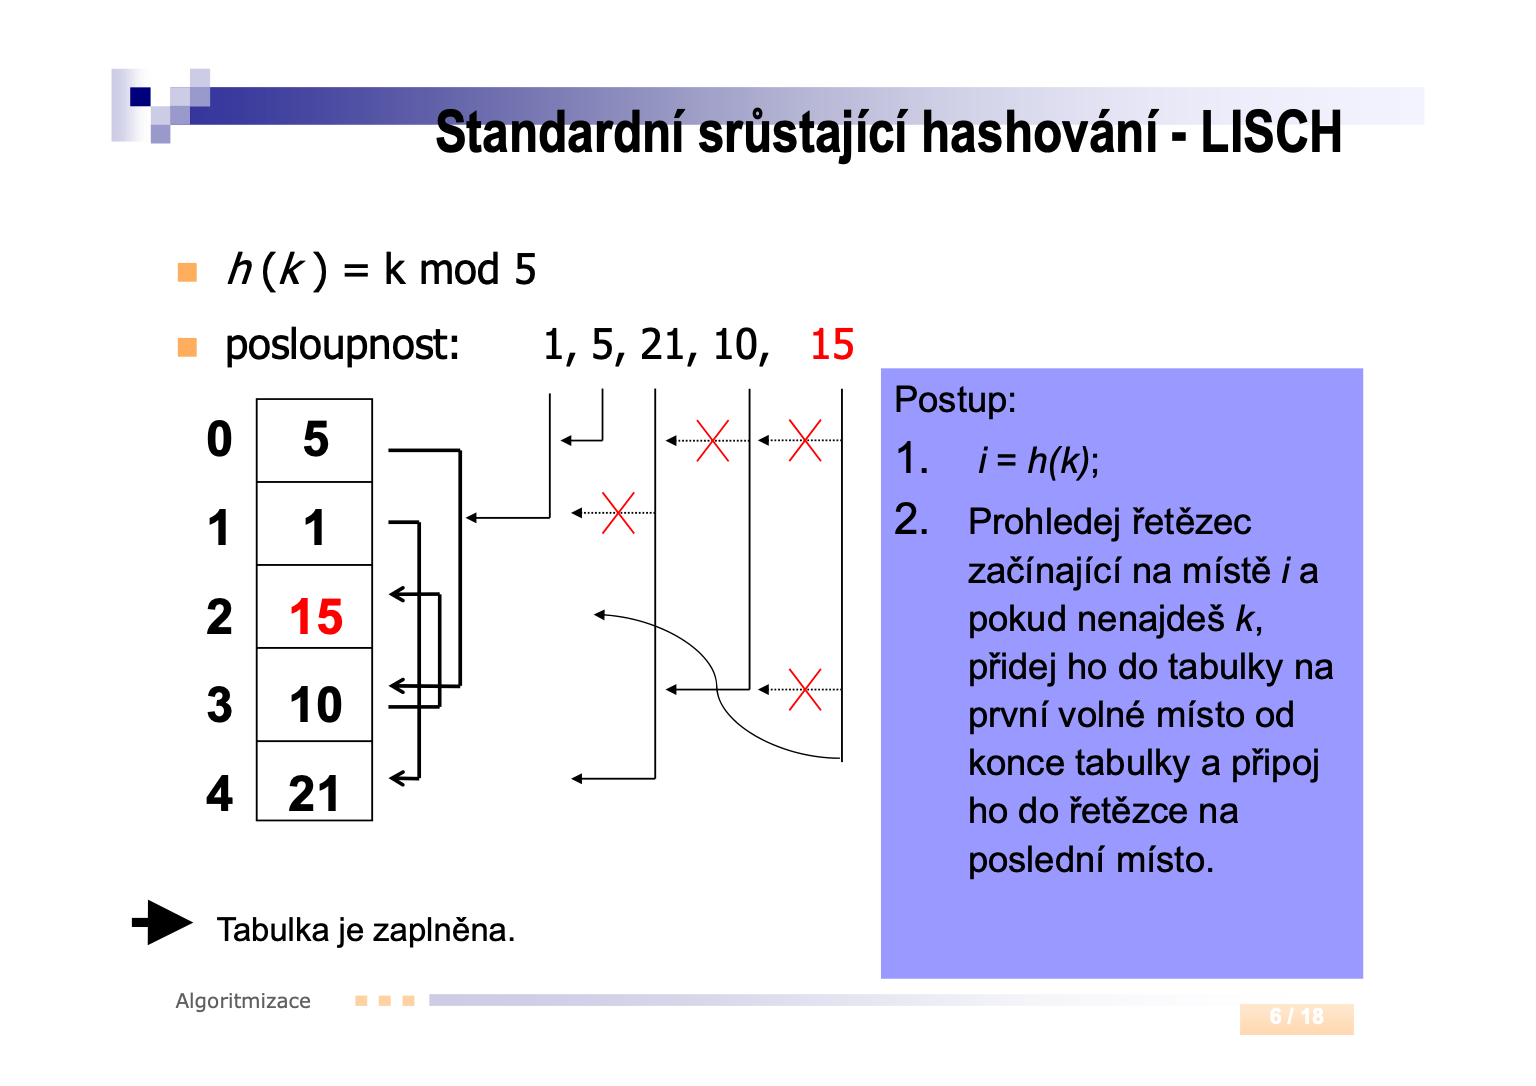 Standardní srůstající hashování - LISCH
h (k ) = k mod 5
posloupnost: 1, 5, 21, 10, 15
0 5
1 1
2 15
3 10
4 21
Postup:
1. i = h(k);
2. Prohledej řetězec
začínající na místě i a
pokud nenajdeš k,
přidej ho do tabulky na
první volné místo od
konce tabulky a připoj
ho do řetězce na
poslední místo.
Tabulka je zaplněna.
Algoritmizace
6 / 18